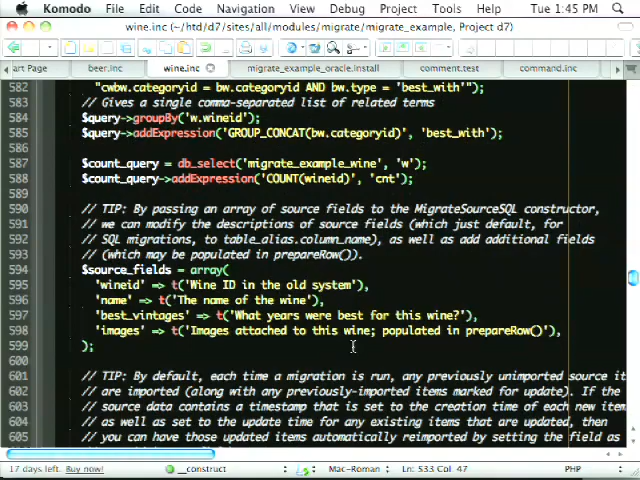 Komodo File Edit Code Navigation View Debug Project Tools Help Tue 1:45 PM
wine.inc (~/htd/d7/sites/all/modules/migrate/migrate_example, Project d7)
art Page beer.inc wine.inc migrate_example_oracle.install comment.test command.inc
582 "cwbw.categoryid = bw.categoryid AND bw.type = 'best_with'");
583 // Gives a single comma-separated list of related terms
584 $query->groupBy('w.wineid');
585 $query->addExpression('GROUP_CONCAT(bw.categoryid)', 'best_with');
586
587 $count_query = db_select('migrate_example_wine', 'w');
588 $count_query->addExpression('COUNT(wineid)', 'cnt');
589
590 // TIP: By passing an array of source fields to the MigrateSourceSQL constructor,
591 // we can modify the descriptions of source fields (which just default, for
592 // SQL migrations, to table_alias.column_name), as well as add additional fields
593 // (which may be populated in prepareRow()).
594 $source_fields = array(
595 'wineid' => t('Wine ID in the old system'),
596 'name' => t('The name of the wine'),
597 'best_vintages' => t('What years were best for this wine?'),
598 'images' => t('Images attached to this wine; populated in prepareRow()'),
599 );
600
601 // TIP: By default, each time a migration is run, any previously unimported source it
602 // are imported (along with any previously-imported items marked for update). If the
603 // source data contains a timestamp that is set to the creation time of each new item
604 // as well as set to the update time for any existing items that are updated, then
605 // you can have those updated items automatically reimported by setting the field as
17 days left. Buy now! __construct Mac-Roman Ln: 533 Col: 47 PHP